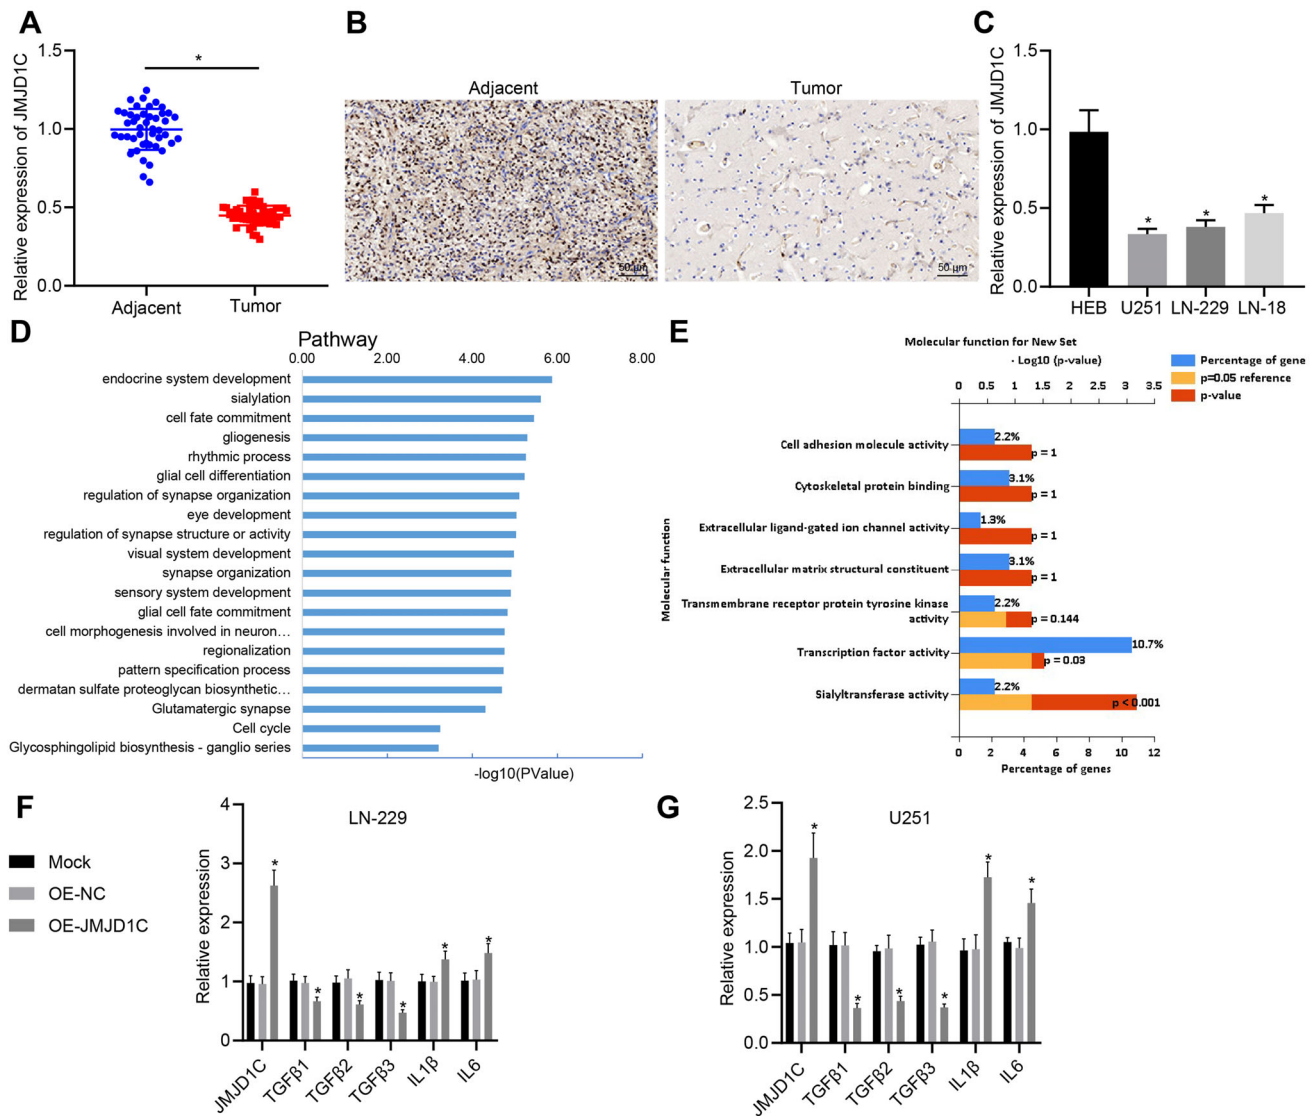 A
Relative expression of JMJD1C
1.5
1.0
0.5
0.0
*
Adjacent
Tumor
B
Adjacent
Tumor
50 μm
50 μm
C
Relative expression of JMJD1C
1.5
1.0
0.5
0.0
*
*
*
HEB
U251
LN-229
LN-18
D
Pathway
0.00 2.00 4.00 6.00 8.00
endocrine system development
sialylation
cell fate commitment
gliogenesis
rhythmic process
glial cell differentiation
regulation of synapse organization
eye development
regulation of synapse structure or activity
visual system development
synapse organization
sensory system development
glial cell fate commitment
cell morphogenesis involved in neuron…
regionalization
pattern specification process
dermatan sulfate proteoglycan biosynthetic…
Glutamatergic synapse
Cell cycle
Glycosphingolipid biosynthesis - ganglio series
-log10(PValue)
E
Molecular function for New Set
- Log10 (p-value)
0 0.5 1 1.5 2 2.5 3 3.5
Percentage of gene
p=0.05 reference
p-value
Molecular function
Cell adhesion molecule activity
2.2%
p = 1
Cytoskeletal protein binding
3.1%
p = 1
Extracellular ligand-gated ion channel activity
1.3%
p = 1
Extracellular matrix structural constituent
3.1%
p = 1
Transmembrane receptor protein tyrosine kinase
activity
2.2%
p = 0.144
Transcription factor activity
10.7%
p = 0.03
Sialyltransferase activity
2.2%
p < 0.001
0 2 4 6 8 10 12
Percentage of genes
F
Mock
OE-NC
OE-JMJD1C
LN-229
Relative expression
4
3
2
1
0
*
*
*
*
*
*
JMJD1C
TGFβ1
TGFβ2
TGFβ3
IL1β
IL6
G
U251
Relative expression
2.5
2.0
1.5
1.0
0.5
0.0
*
*
*
*
*
*
JMJD1C
TGFβ1
TGFβ2
TGFβ3
IL1β
IL6